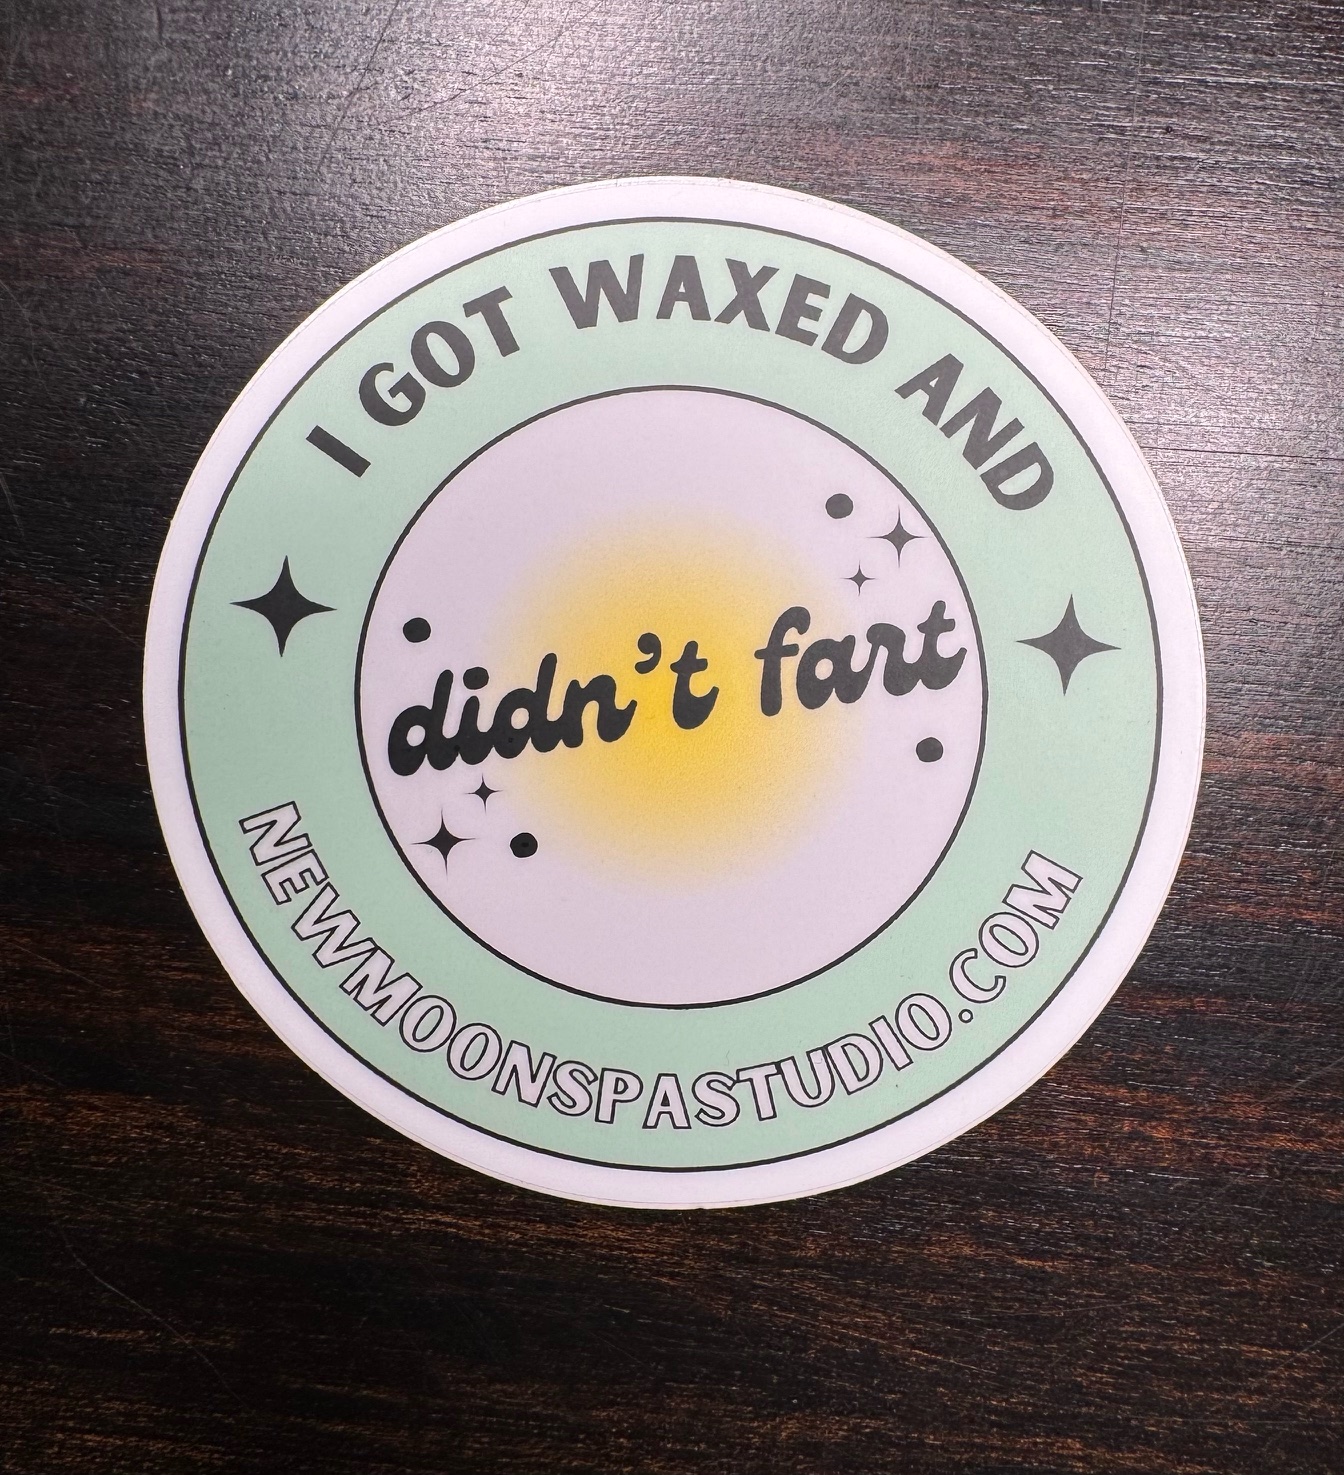 I GOT WAXED AND
didn't fart
NEWMOONSPASTUDIO.COM